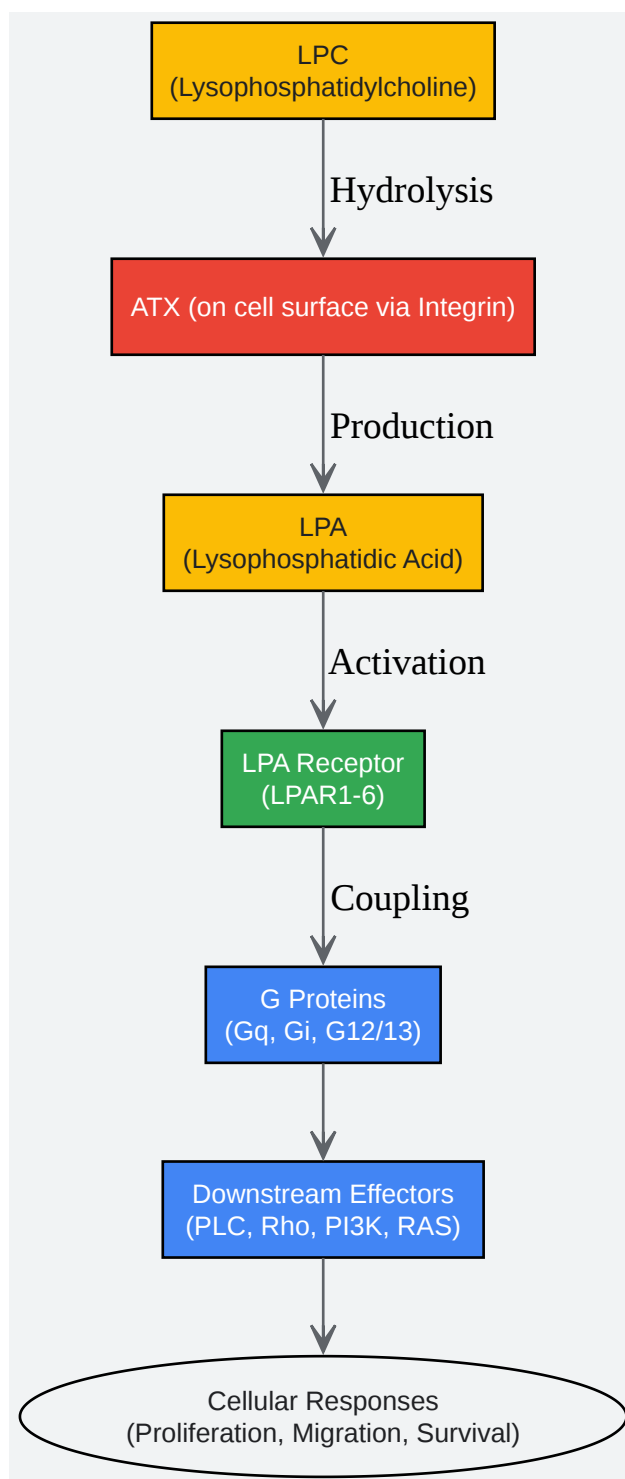 LPC
(Lysophosphatidylcholine)
Hydrolysis
ATX (on cell surface via Integrin)
Production
LPA
(Lysophosphatidic Acid)
Activation
LPA Receptor
(LPAR1-6)
Coupling
G Proteins
(Gq, Gi, G12/13)
Downstream Effectors
(PLC, Rho, PI3K, RAS)
Cellular Responses
(Proliferation, Migration, Survival)